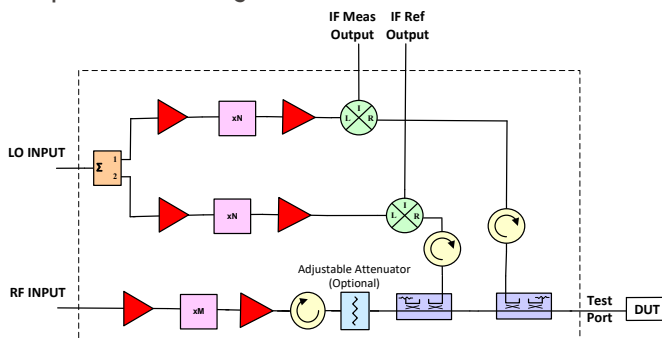 IF Meas
Output
IF Ref
Output
LO INPUT
Σ
1
2
xN
L
I
R
xN
L
I
R
RF INPUT
xM
Adjustable Attenuator
(Optional)
Test
Port
DUT